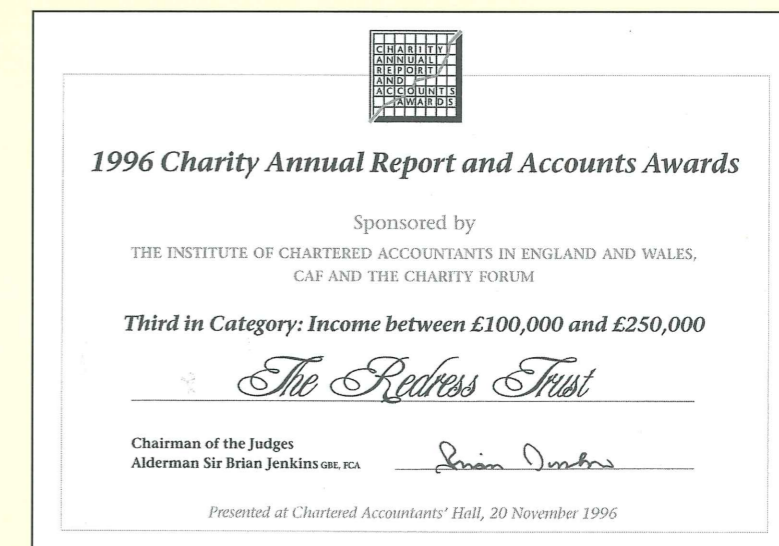 CHARITY
ANNUAL
REPORT
AND
ACCOUNTS
AWARDS
1996 Charity Annual Report and Accounts Awards
Sponsored by
THE INSTITUTE OF CHARTERED ACCOUNTANTS IN ENGLAND AND WALES,
CAF AND THE CHARITY FORUM
Third in Category: Income between £100,000 and £250,000
The Redress Trust
Chairman of the Judges
Alderman Sir Brian Jenkins GBE, FCA
Brian Jenkins
Presented at Chartered Accountants' Hall, 20 November 1996